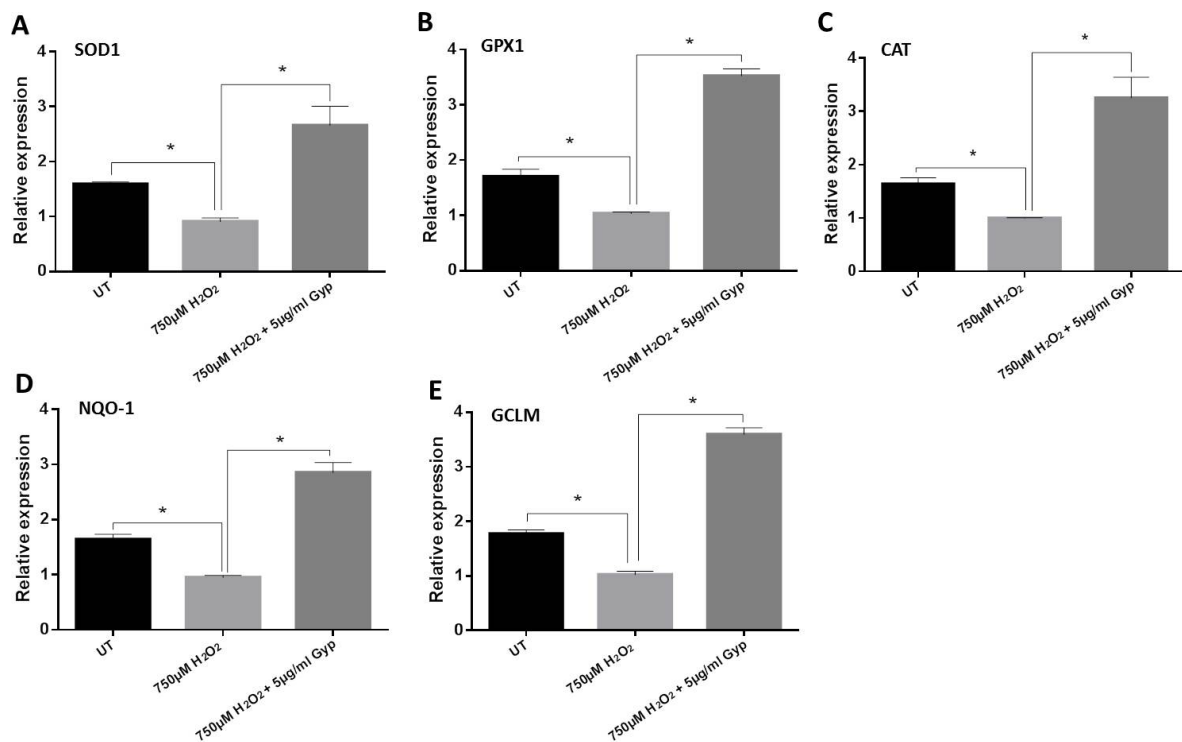 A
SOD1
Relative expression
4
3
2
1
0
*
*
UT
750µM H₂O₂
750µM H₂O₂ + 5µg/ml Gyp
B
GPX1
Relative expression
4
3
2
1
0
*
*
UT
750µM H₂O₂
750µM H₂O₂ + 5µg/ml Gyp
C
CAT
Relative expression
4
3
2
1
0
*
*
UT
750µM H₂O₂
750µM H₂O₂ + 5µg/ml Gyp
D
NQO-1
Relative expression
4
3
2
1
0
*
*
UT
750µM H₂O₂
750µM H₂O₂ + 5µg/ml Gyp
E
GCLM
Relative expression
4
3
2
1
0
*
*
UT
750µM H₂O₂
750µM H₂O₂ + 5µg/ml Gyp